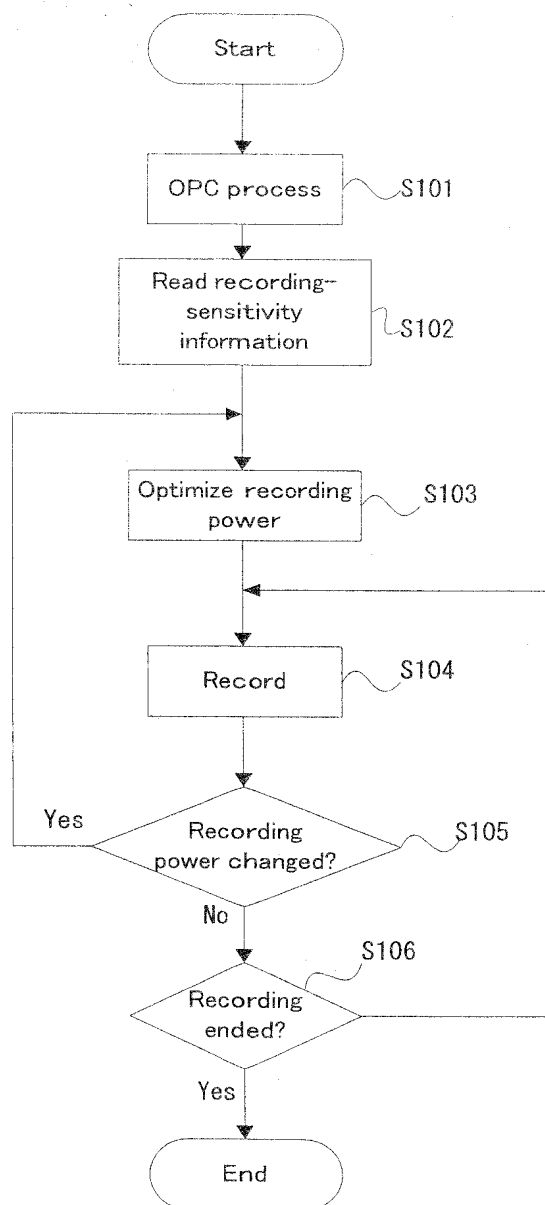 Start
OPC process
S101
Read recording-
sensitivity
information
S102
Optimize recording
power
S103
Record
S104
Yes
Recording
power changed?
S105
No
S106
Recording
ended?
Yes
End